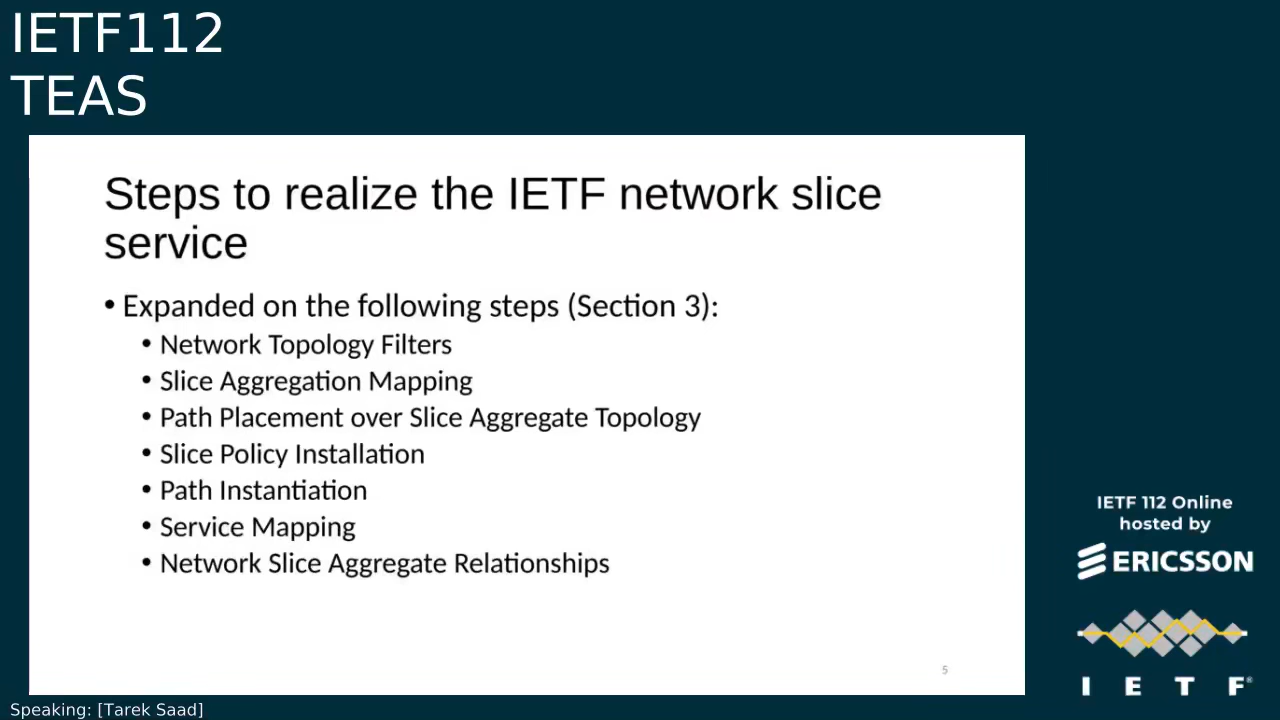 IETF112
TEAS
Steps to realize the IETF network slice
service
• Expanded on the following steps (Section 3):
• Network Topology Filters
• Slice Aggregation Mapping
• Path Placement over Slice Aggregate Topology
• Slice Policy Installation
• Path Instantiation
• Service Mapping
• Network Slice Aggregate Relationships
5
IETF 112 Online
hosted by
ERICSSON
I E T F®
Speaking: [Tarek Saad]